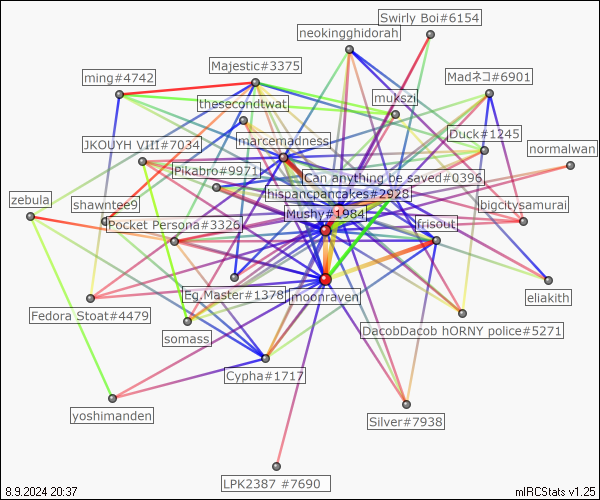 Swirly Boi#6154
neokingghidorah
Majestic#3375
ming#4742
Madネコ#6901
thesecondtwat
mukszi
marcemadness
Duck#1245
JKOUYH VIII#7034
normalwan
Pikabro#9971
Can anything be saved#0396
hispancpancakes#2928
zebula
shawntee9
Mushy#1984
bigcitysamurai
Pocket Persona#3326
frisout
Eg.Master#1378
moonraven
eliakith
Fedora Stoat#4479
DacobDacob hORNY police#5271
somass
Cypha#1717
yoshimanden
Silver#7938
LPK2387 #7690
8.9.2024 20:37
mIRCStats v1.25